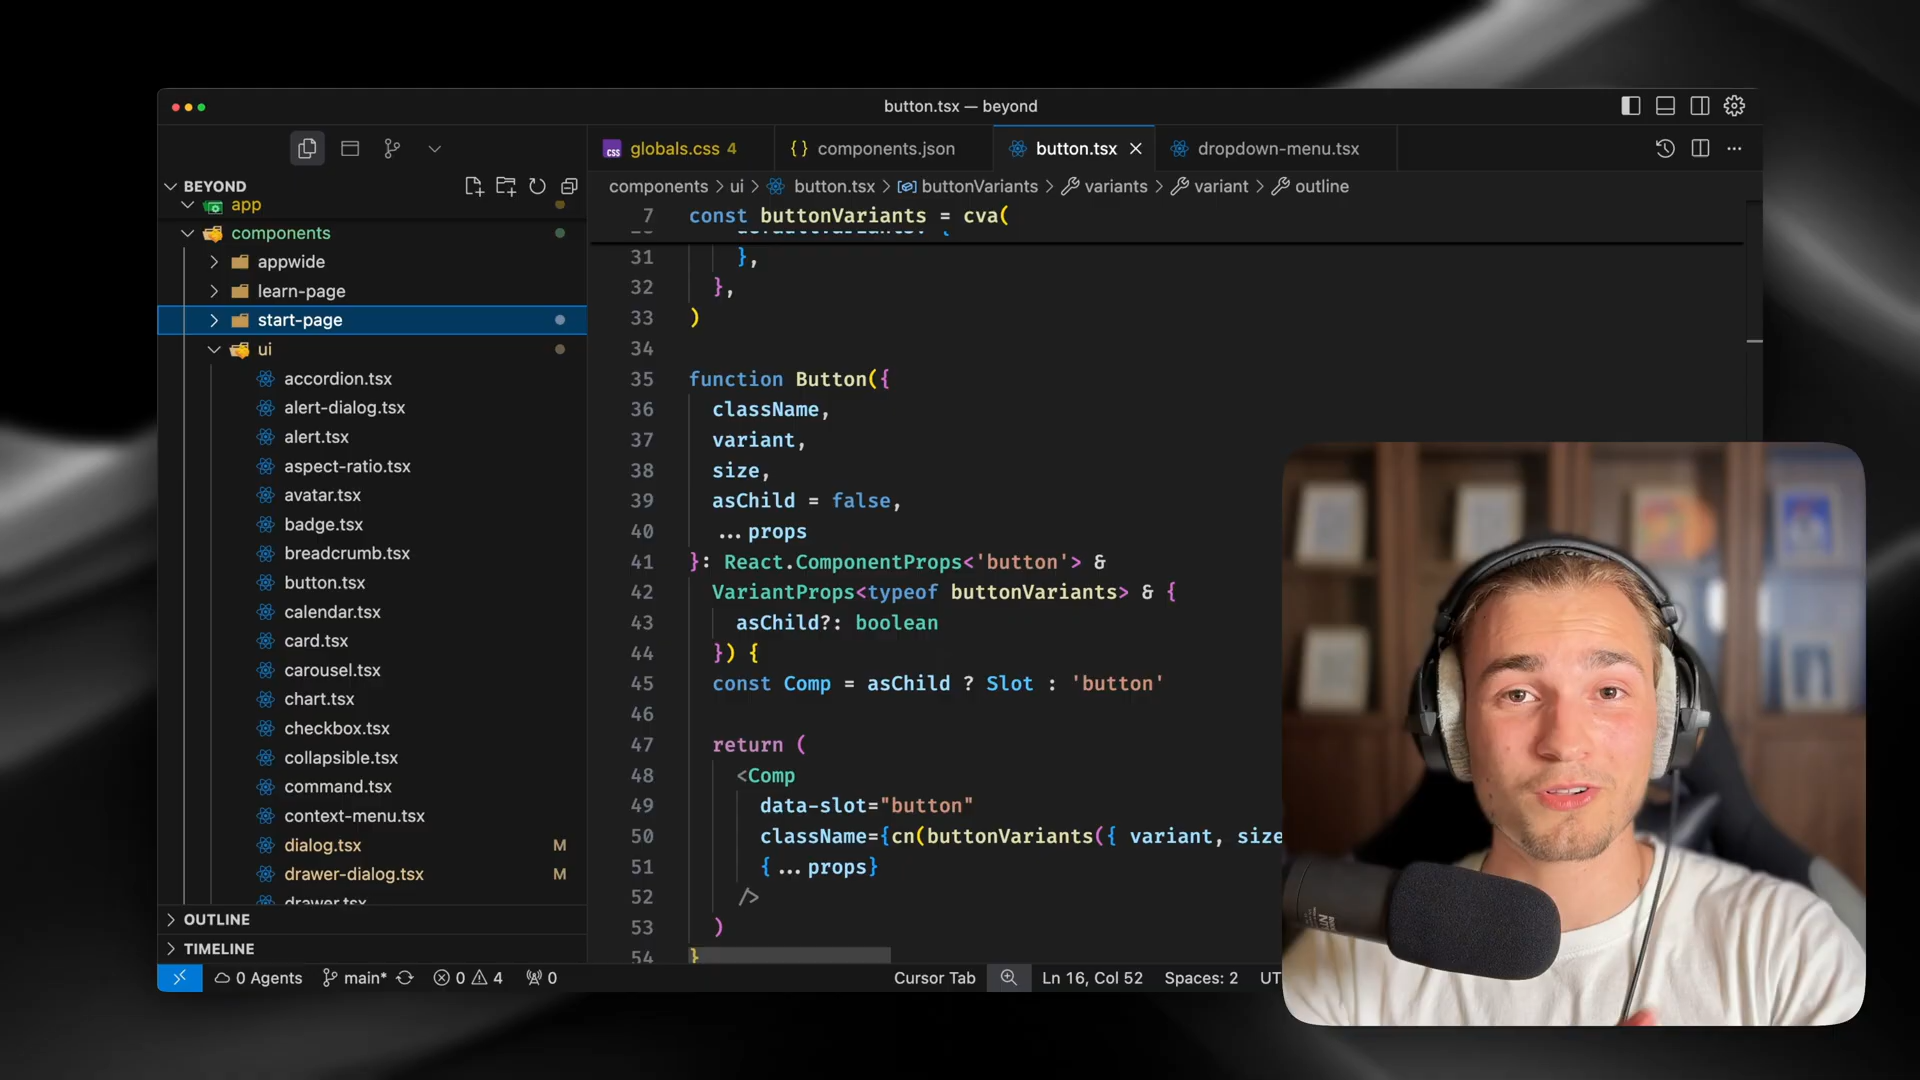 button.tsx — beyond
globals.css 4
components.json
button.tsx
dropdown-menu.tsx
BEYOND
components > ui > button.tsx > buttonVariants > variants > variant > outline
app
components
appwide
learn-page
start-page
ui
accordion.tsx
alert-dialog.tsx
alert.tsx
aspect-ratio.tsx
avatar.tsx
badge.tsx
breadcrumb.tsx
button.tsx
calendar.tsx
card.tsx
carousel.tsx
chart.tsx
checkbox.tsx
collapsible.tsx
command.tsx
context-menu.tsx
dialog.tsx M
drawer-dialog.tsx M
drawer.tsx
OUTLINE
TIMELINE
7 const buttonVariants = cva(
31 },
32 },
33 )
34
35 function Button({
36 className,
37 variant,
38 size,
39 asChild = false,
40 ...props
41 }: React.ComponentProps<'button'> &
42 VariantProps<typeof buttonVariants> & {
43 asChild?: boolean
44 }) {
45 const Comp = asChild ? Slot : 'button'
46
47 return (
48 <Comp
49 data-slot="button"
50 className={cn(buttonVariants({ variant, size
51 {...props}
52 />
53 )
54 }
0 Agents main* 0 4 0 Cursor Tab Ln 16, Col 52 Spaces: 2 UT